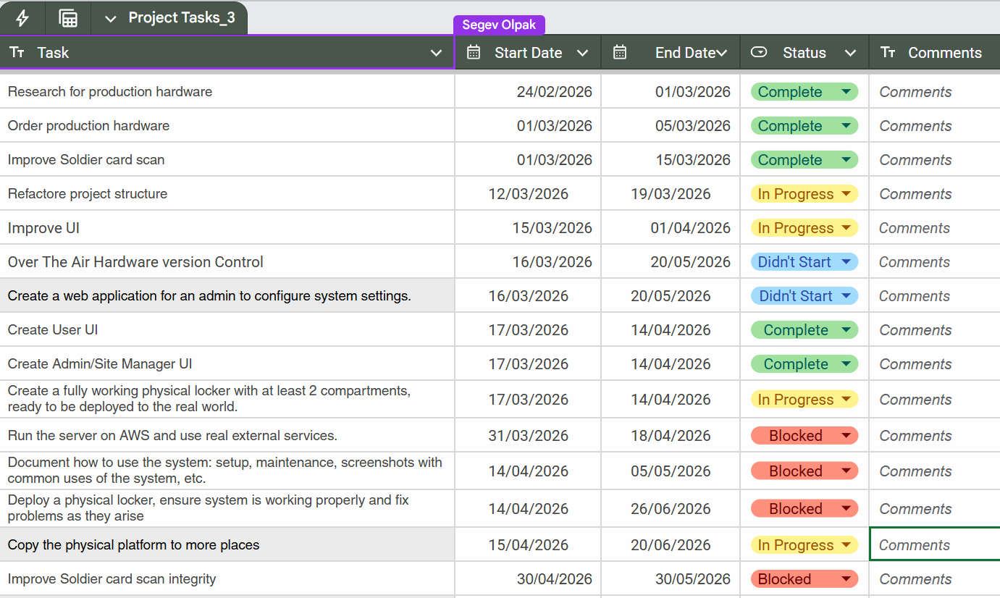 Project Tasks_3
Segev Olpak
Task Start Date End Date Status Comments
Research for production hardware 24/02/2026 01/03/2026 Complete Comments
Order production hardware 01/03/2026 05/03/2026 Complete Comments
Improve Soldier card scan 01/03/2026 15/03/2026 Complete Comments
Refactore project structure 12/03/2026 19/03/2026 In Progress Comments
Improve UI 15/03/2026 01/04/2026 In Progress Comments
Over The Air Hardware version Control 16/03/2026 20/05/2026 Didn't Start Comments
Create a web application for an admin to configure system settings. 16/03/2026 20/05/2026 Didn't Start Comments
Create User UI 17/03/2026 14/04/2026 Complete Comments
Create Admin/Site Manager UI 17/03/2026 14/04/2026 Complete Comments
Create a fully working physical locker with at least 2 compartments,
ready to be deployed to the real world. 17/03/2026 14/04/2026 In Progress Comments
Run the server on AWS and use real external services. 31/03/2026 18/04/2026 Blocked Comments
Document how to use the system: setup, maintenance, screenshots with
common uses of the system, etc. 14/04/2026 05/05/2026 Blocked Comments
Deploy a physical locker, ensure system is working properly and fix
problems as they arise 14/04/2026 26/06/2026 Blocked Comments
Copy the physical platform to more places 15/04/2026 20/06/2026 In Progress Comments
Improve Soldier card scan integrity 30/04/2026 30/05/2026 Blocked Comments